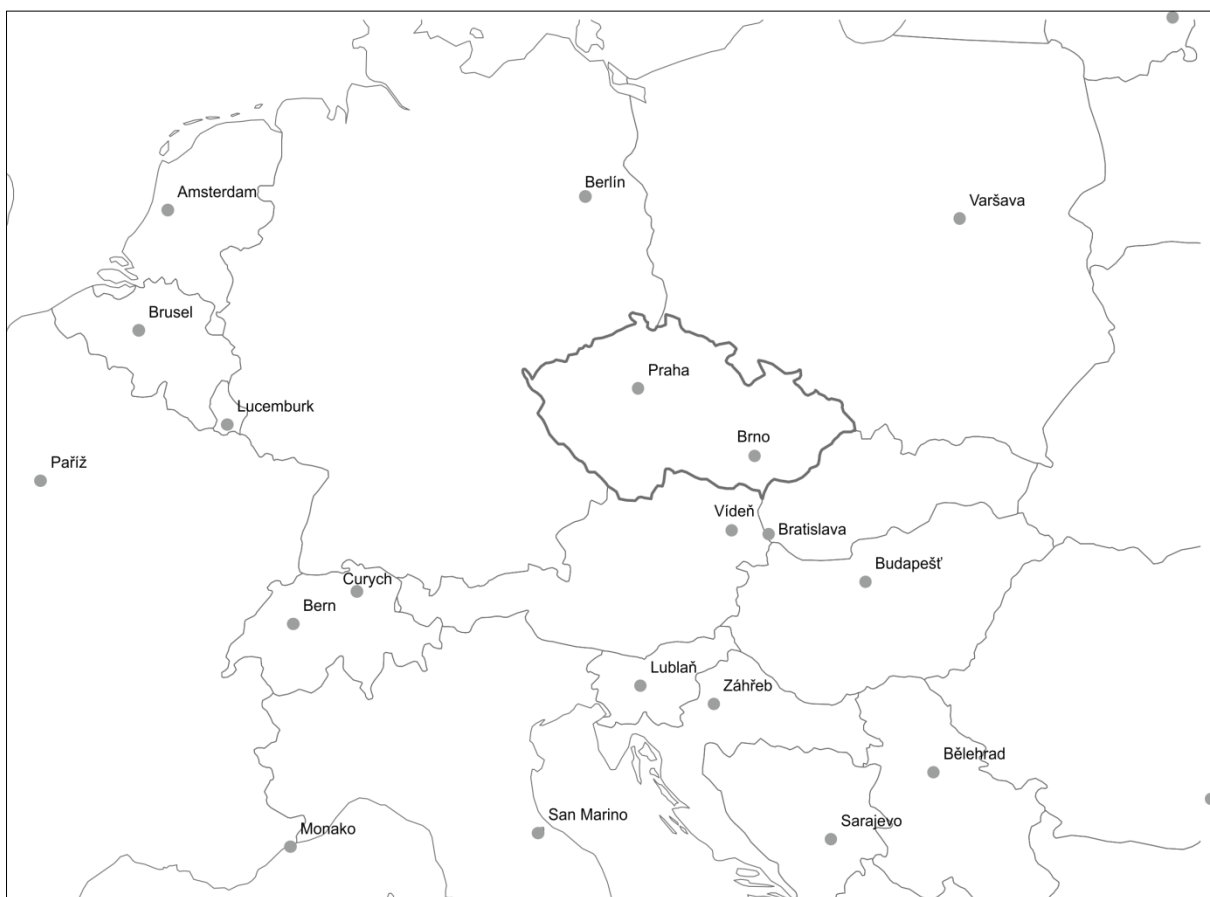 Berlín
Amsterdam
Varšava
Brusel
Praha
Lucemburk
Brno
Paříž
Vídeň
Bratislava
Budapešť
Curych
Bern
Lublaň
Záhřeb
Bělehrad
San Marino
Sarajevo
Monako